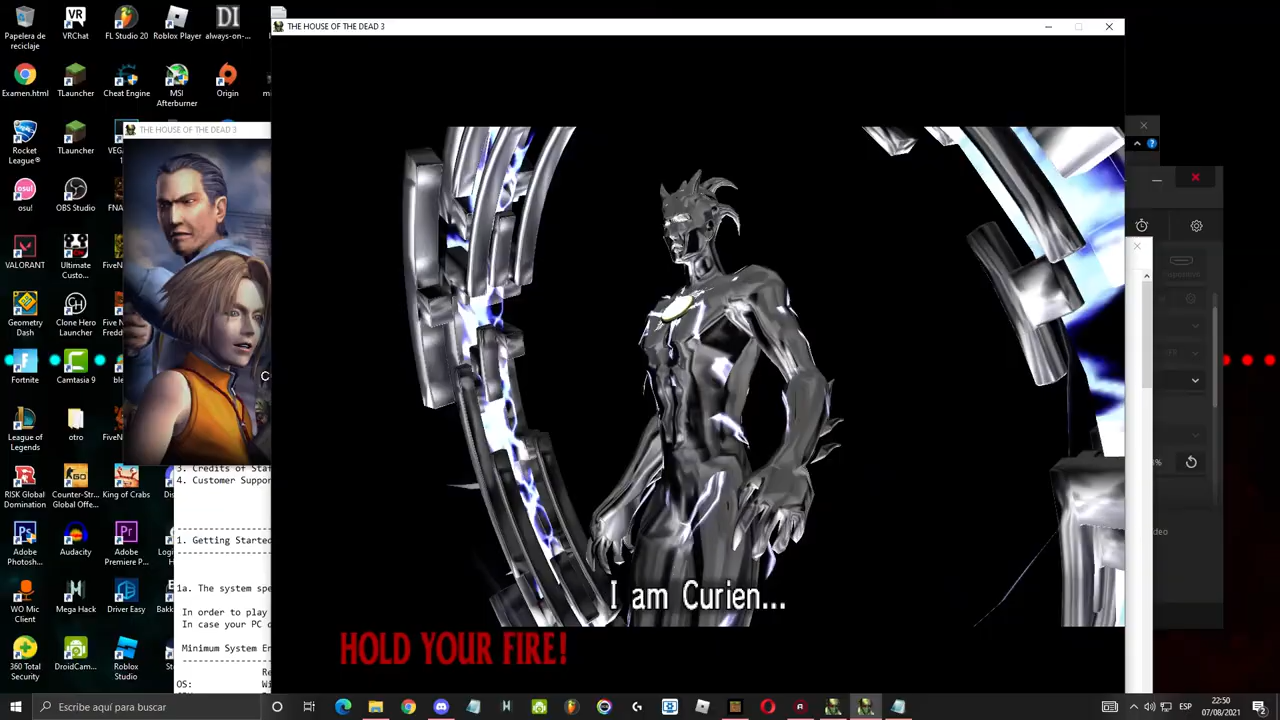 Papelera de
reciclaje
VRChat
FL Studio 20
Roblox Player
always-on-...
Examen.html
TLauncher
Cheat Engine
MSI
Afterburner
Origin
Rocket
League®
TLauncher
osu!
OBS Studio
VALORANT
Ultimate
Custo...
Geometry
Dash
Clone Hero
Launcher
Fortnite
Camtasia 9
League of
Legends
otro
RISK Global
Domination
Counter-Str...
Global Offe...
King of Crabs
Adobe
Photosh...
Audacity
Adobe
Premiere P...
WO Mic
Client
Mega Hack
Driver Easy
360 Total
Security
DroidCam...
Roblox
Studio
THE HOUSE OF THE DEAD 3
THE HOUSE OF THE DEAD 3
4. Customer Suppor
1. Getting Started
1a. The system spe
In order to play
In case your PC d
Minimum System
OS:
I am Curien...
HOLD YOUR FIRE!
Escribe aquí para buscar
ESP
22:50
07/08/2021